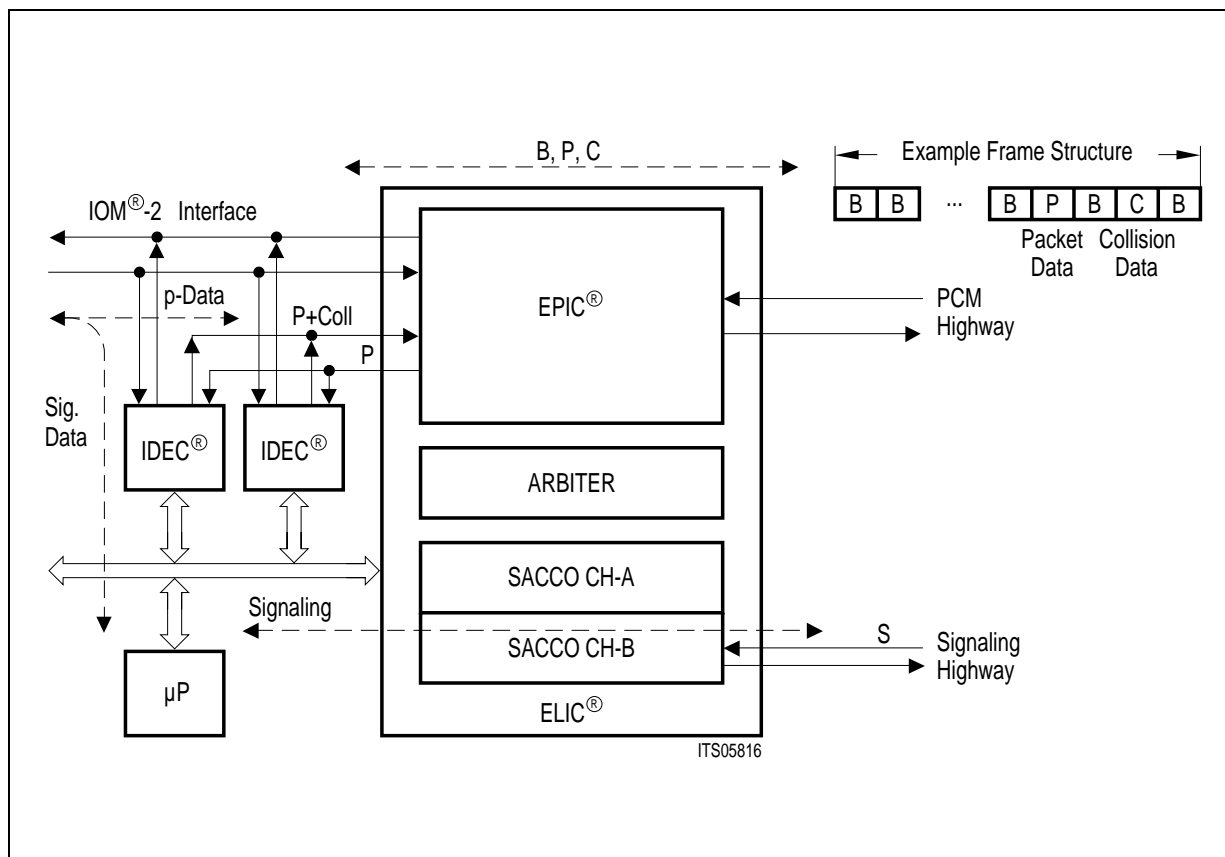 B, P, C
Example Frame Structure
B B ... B P B C B
Packet Data
Collision Data
IOM®-2 Interface
p-Data
P+Coll
P
EPIC®
PCM
Highway
Sig.
Data
IDEC®
IDEC®
ARBITER
SACCO CH-A
Signaling
SACCO CH-B
S
Signaling
Highway
µP
ELIC®
ITS05816